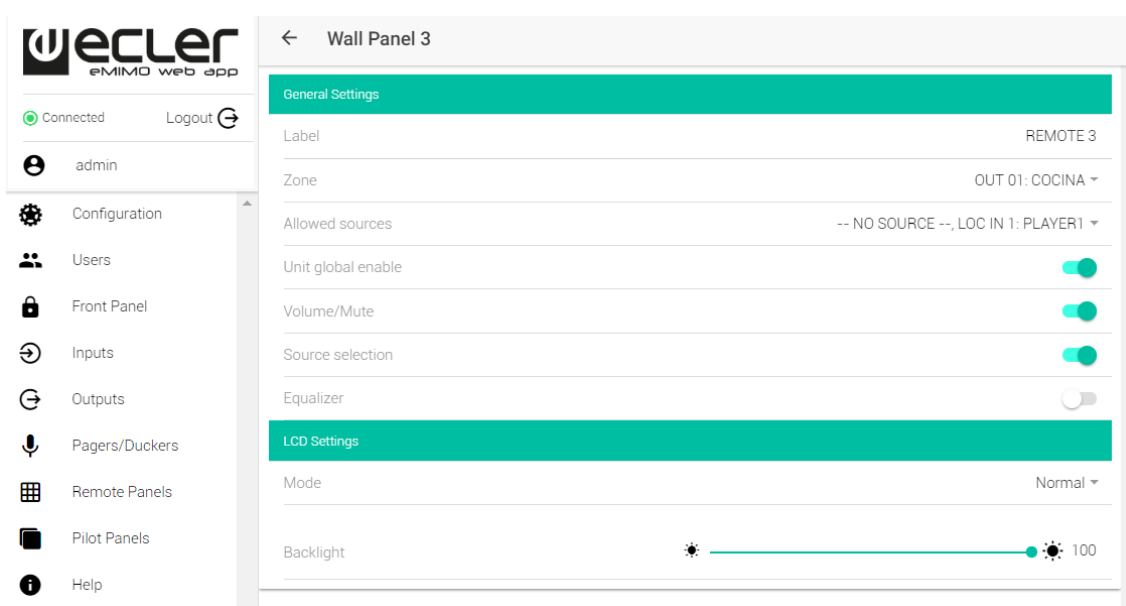 ecler
eMIMO web app
Connected
Logout
admin
Configuration
Users
Front Panel
Inputs
Outputs
Pagers/Duckers
Remote Panels
Pilot Panels
Help
Wall Panel 3
General Settings
Label REMOTE 3
Zone OUT 01: COCINA
Allowed sources -- NO SOURCE --, LOC IN 1: PLAYER1
Unit global enable
Volume/Mute
Source selection
Equalizer
LCD Settings
Mode Normal
Backlight 100